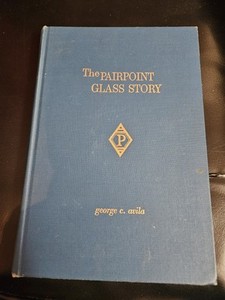 The PAIRPOINT
GLASS STORY
P
george c. avila